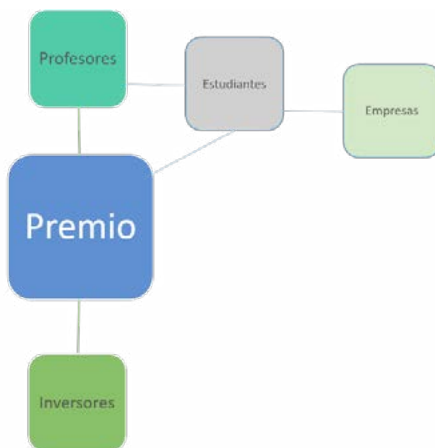 Profesores
Estudiantes
Empresas
Premio
Inversores